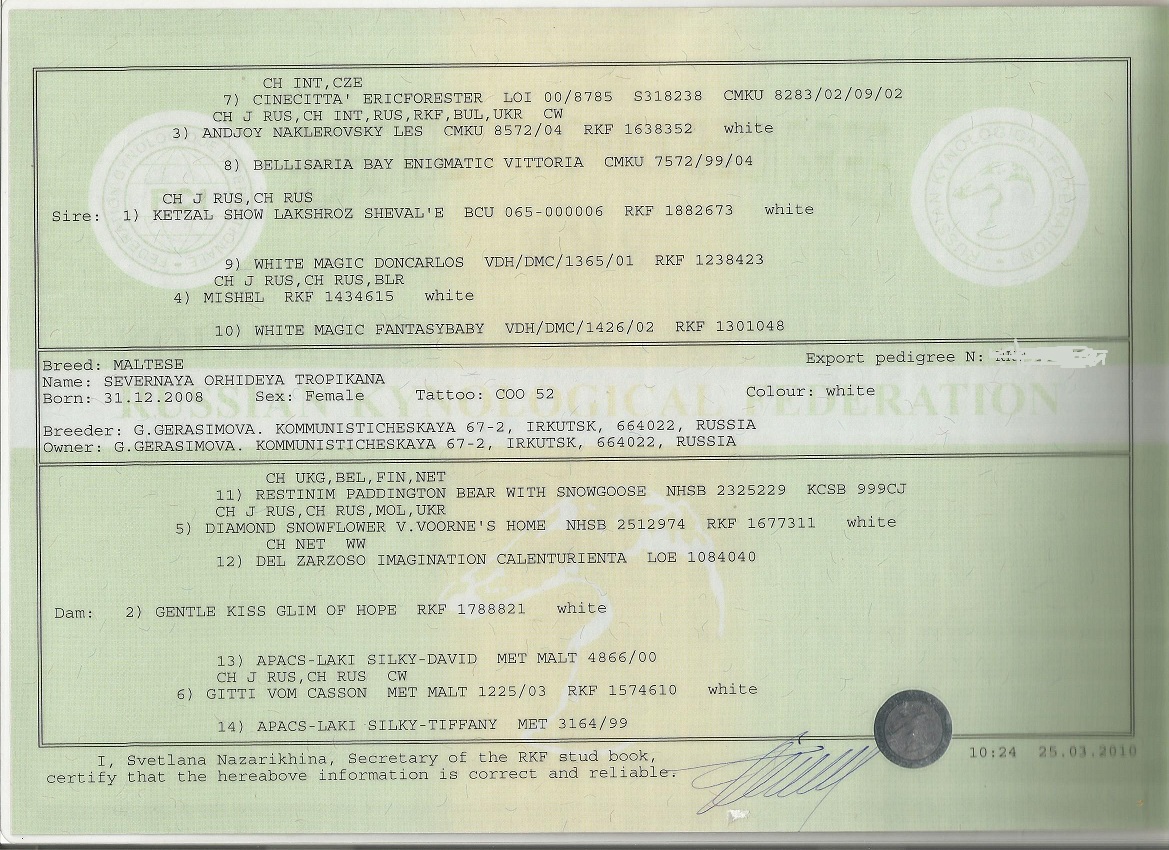 CH INT,CZE
7) CINECITTA' ERICFORESTER LOI 00/8785 S318238 CMKU 8283/02/09/02
CH J RUS,CH INT,RUS,RKF,BUL,UKR CW
3) ANDJOY NAKLEROVSKY LES CMKU 8572/04 RKF 1638352 white
8) BELLISARIA BAY ENIGMATIC VITTORIA CMKU 7572/99/04
CH J RUS,CH RUS
Sire: 1) KETZAL SHOW LAKSHROZ SHEVAL'E BCU 065-000006 RKF 1882673 white
9) WHITE MAGIC DONCARLOS VDH/DMC/1365/01 RKF 1238423
CH J RUS,CH RUS,BLR
4) MISHEL RKF 1434615 white
10) WHITE MAGIC FANTASYBABY VDH/DMC/1426/02 RKF 1301048
Breed: MALTESE
Export pedigree N:
Name: SEVERNAYA ORHIDEYA TROPIKANA
Born: 31.12.2008 Sex: Female Tattoo: COO 52 Colour: white
RUSSIAN KYNOLOGICAL FEDERATION
Breeder: G.GERASIMOVA. KOMMUNISTICHESKAYA 67-2, IRKUTSK, 664022, RUSSIA
Owner: G.GERASIMOVA. KOMMUNISTICHESKAYA 67-2, IRKUTSK, 664022, RUSSIA
CH UKG,BEL,FIN,NET
11) RESTINIM PADDINGTON BEAR WITH SNOWGOOSE NHSB 2325229 KCSB 999CJ
CH J RUS,CH RUS,MOL,UKR
5) DIAMOND SNOWFLOWER V.VOORNE'S HOME NHSB 2512974 RKF 1677311 white
CH NET WW
12) DEL ZARZOSO IMAGINATION CALENTURIENTA LOE 1084040
Dam: 2) GENTLE KISS GLIM OF HOPE RKF 1788821 white
13) APACS-LAKI SILKY-DAVID MET MALT 4866/00
CH J RUS,CH RUS CW
6) GITTI VOM CASSON MET MALT 1225/03 RKF 1574610 white
14) APACS-LAKI SILKY-TIFFANY MET 3164/99
I, Svetlana Nazarikhina, Secretary of the RKF stud book,
certify that the hereabove information is correct and reliable.
10:24 25.03.2010